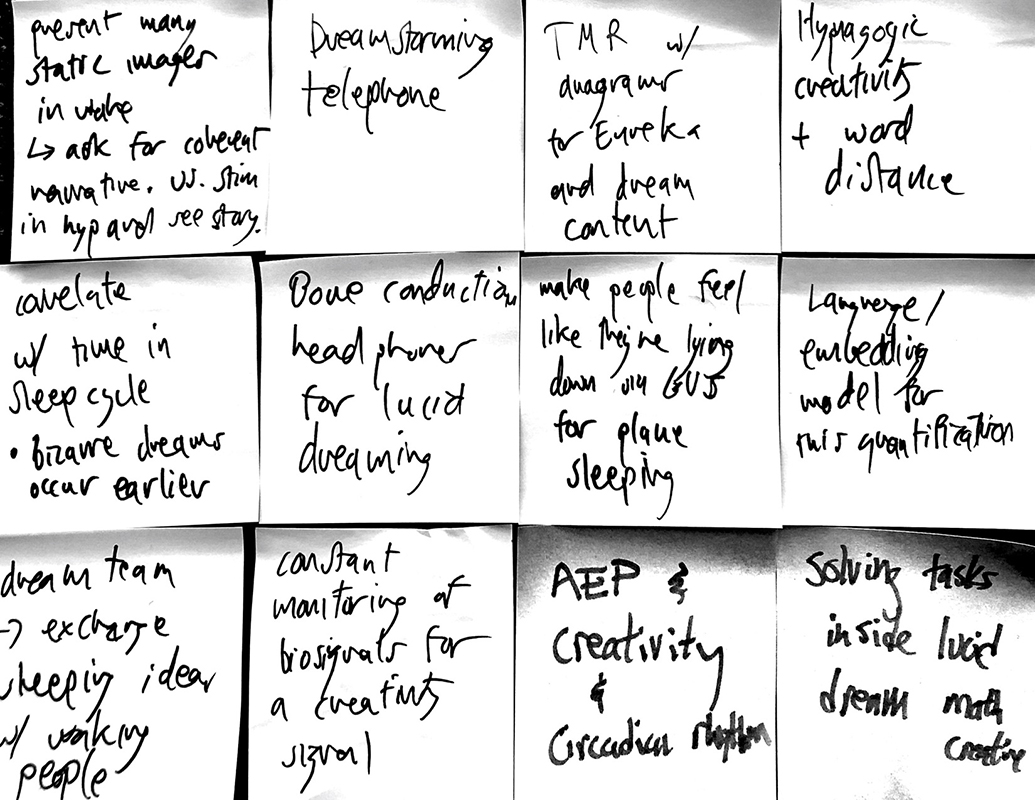 present many
static images
in wake
↳ ask for coherent
narrative. vs. stim
in hyp and see story.
Dreamstorming
telephone
TMR w/
diagrams
for Eureka
and dream
content
Hypnagogic
creativity
+ word
distance
correlate
w/ time in
sleep cycle
• bizarre dreams
occur earlier
Bone conduction
headphones
for lucid
dreaming
make people feel
like they're lying
down via GVS
for plane
sleeping
Language/
embedding
model for
this quantification
dream team
→ exchange
sleeping ideas
w/ waking
people
constant
monitoring of
biosignals for
a creativity
signal
AEP &
creativity
&
Circadian rhythm
solving tasks
inside lucid
dream math
creative